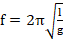 f = 2π√(l/g)